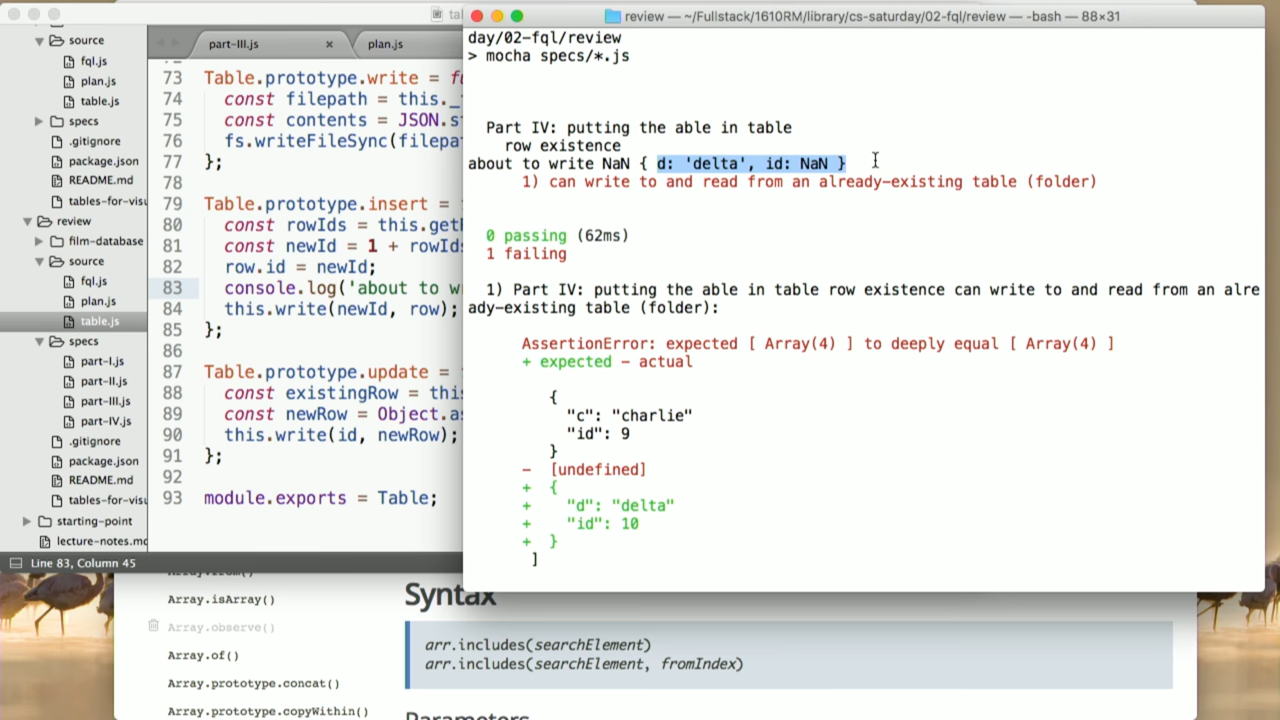 source
fql.js
plan.js
table.js
specs
.gitignore
package.json
README.md
tables-for-visu
review
film-database
source
fql.js
plan.js
table.js
specs
part-I.js
part-II.js
part-III.js
part-IV.js
.gitignore
package.json
README.md
tables-for-visu
starting-point
lecture-notes.md
Line 83, Column 45
part-III.js ×
plan.js
73 Table.prototype.write = fu
74 const filepath = this._
75 const contents = JSON.st
76 fs.writeFileSync(filepat
77 };
78
79 Table.prototype.insert =
80 const rowIds = this.getR
81 const newId = 1 + rowIds
82 row.id = newId;
83 console.log('about to w
84 this.write(newId, row);
85 };
86
87 Table.prototype.update =
88 const existingRow = this
89 const newRow = Object.as
90 this.write(id, newRow);
91 };
92
93 module.exports = Table;
review — ~/Fullstack/1610RM/library/cs-saturday/02-fql/review — -bash — 88×31
day/02-fql/review
> mocha specs/*.js
Part IV: putting the able in table
row existence
about to write NaN { d: 'delta', id: NaN }
1) can write to and read from an already-existing table (folder)
0 passing (62ms)
1 failing
1) Part IV: putting the able in table row existence can write to and read from an alre
ady-existing table (folder):
AssertionError: expected [ Array(4) ] to deeply equal [ Array(4) ]
+ expected - actual
{
"c": "charlie"
"id": 9
}
- [undefined]
+ {
+ "d": "delta"
+ "id": 10
+ }
]
Array.isArray()
Array.observe()
Array.of()
Array.prototype.concat()
Array.prototype.copyWithin()
Syntax
arr.includes(searchElement)
arr.includes(searchElement, fromIndex)
Parameters